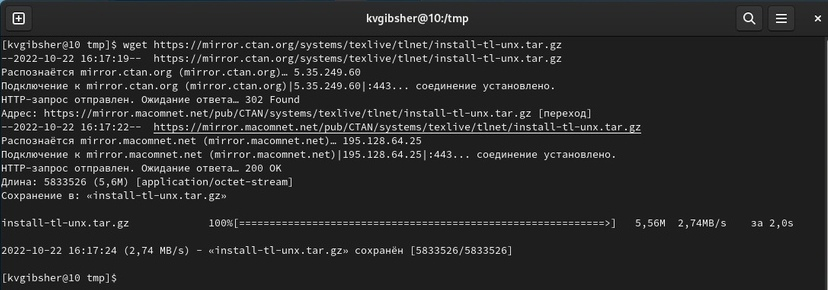 kvgibsher@10:/tmp
[kvgibsher@10 tmp]$ wget https://mirror.ctan.org/systems/texlive/tlnet/install-tl-unx.tar.gz
--2022-10-22 16:17:19--  https://mirror.ctan.org/systems/texlive/tlnet/install-tl-unx.tar.gz
Распознаётся mirror.ctan.org (mirror.ctan.org)… 5.35.249.60
Подключение к mirror.ctan.org (mirror.ctan.org)|5.35.249.60|:443... соединение установлено.
HTTP-запрос отправлен. Ожидание ответа… 302 Found
Адрес: https://mirror.macomnet.net/pub/CTAN/systems/texlive/tlnet/install-tl-unx.tar.gz [переход]
--2022-10-22 16:17:22--  https://mirror.macomnet.net/pub/CTAN/systems/texlive/tlnet/install-tl-unx.tar.gz
Распознаётся mirror.macomnet.net (mirror.macomnet.net)… 195.128.64.25
Подключение к mirror.macomnet.net (mirror.macomnet.net)|195.128.64.25|:443... соединение установлено.
HTTP-запрос отправлен. Ожидание ответа… 200 OK
Длина: 5833526 (5,6M) [application/octet-stream]
Сохранение в: «install-tl-unx.tar.gz»
install-tl-unx.tar.gz             100%[=============================================================>]   5,56M  2,74MB/s    за 2,0s
2022-10-22 16:17:24 (2,74 MB/s) - «install-tl-unx.tar.gz» сохранён [5833526/5833526]
[kvgibsher@10 tmp]$